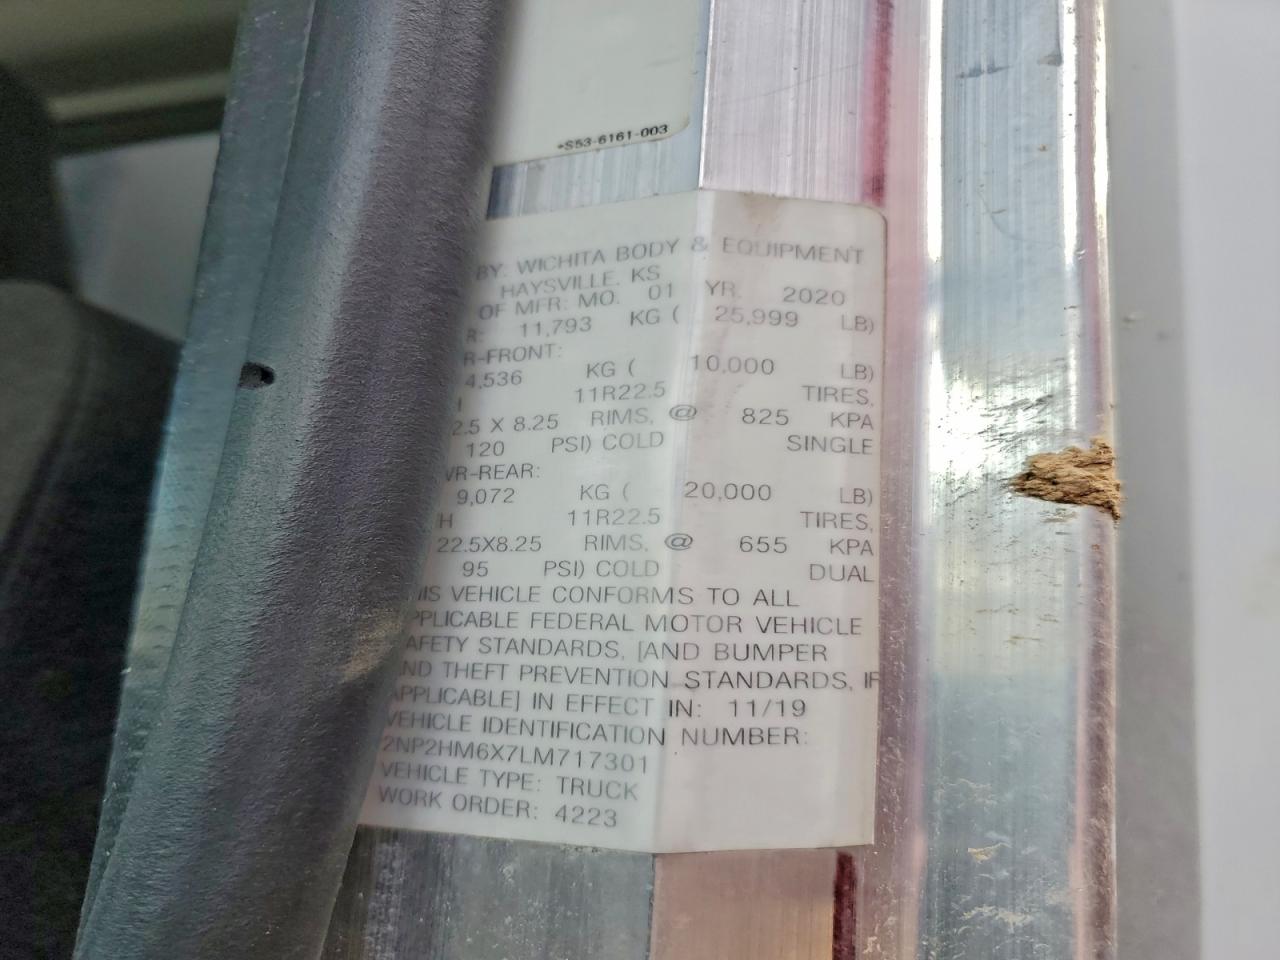 S53-6161-003
BY: WICHITA BODY & EQUIPMENT
HAYSVILLE, KS
OF MFR: MO. 01 YR. 2020
R: 11,793 KG ( 25,999 LB)
R-FRONT:
4,536 KG ( 10,000 LB)
11R22.5 TIRES,
2.5 X 8.25 RIMS, @ 825 KPA
120 PSI) COLD SINGLE
VR-REAR:
9,072 KG ( 20,000 LB)
H 11R22.5 TIRES,
22.5X8.25 RIMS, @ 655 KPA
95 PSI) COLD DUAL
IS VEHICLE CONFORMS TO ALL
PPLICABLE FEDERAL MOTOR VEHICLE
AFETY STANDARDS, [AND BUMPER
ND THEFT PREVENTION STANDARDS, IF
APPLICABLE] IN EFFECT IN: 11/19
VEHICLE IDENTIFICATION NUMBER:
2NP2HM6X7LM717301
VEHICLE TYPE: TRUCK
WORK ORDER: 4223